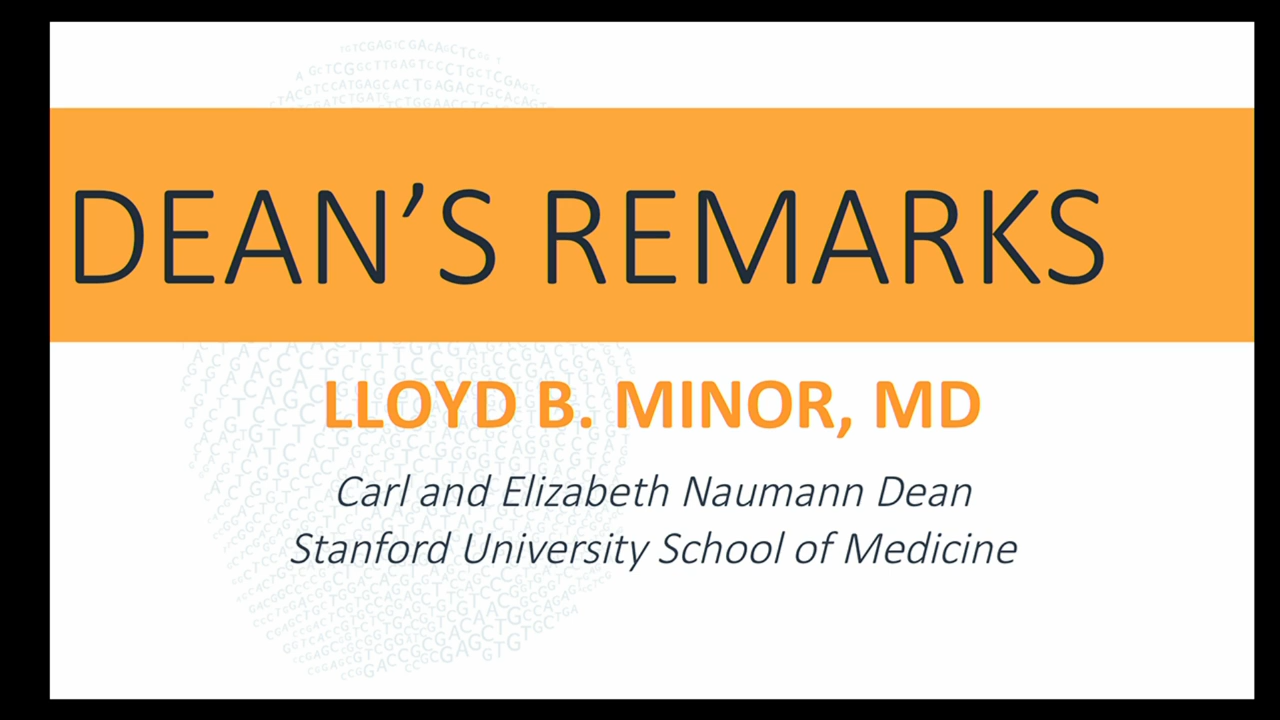 DEAN’S REMARKS
LLOYD B. MINOR, MD
Carl and Elizabeth Naumann Dean
Stanford University School of Medicine